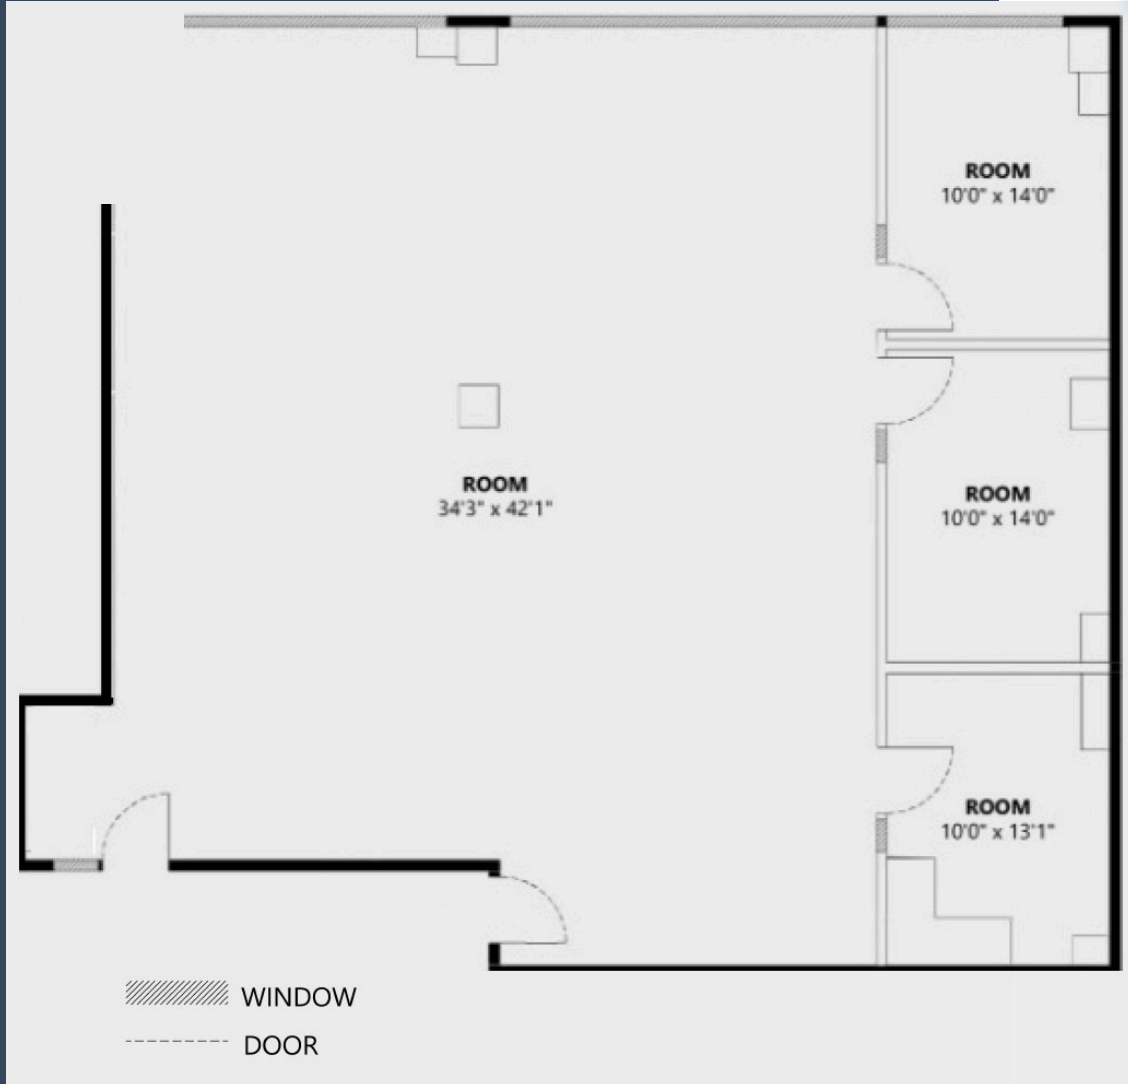 ROOM
10'0" x 14'0"
ROOM
34'3" x 42'1"
ROOM
10'0" x 14'0"
ROOM
10'0" x 13'1"
WINDOW
DOOR